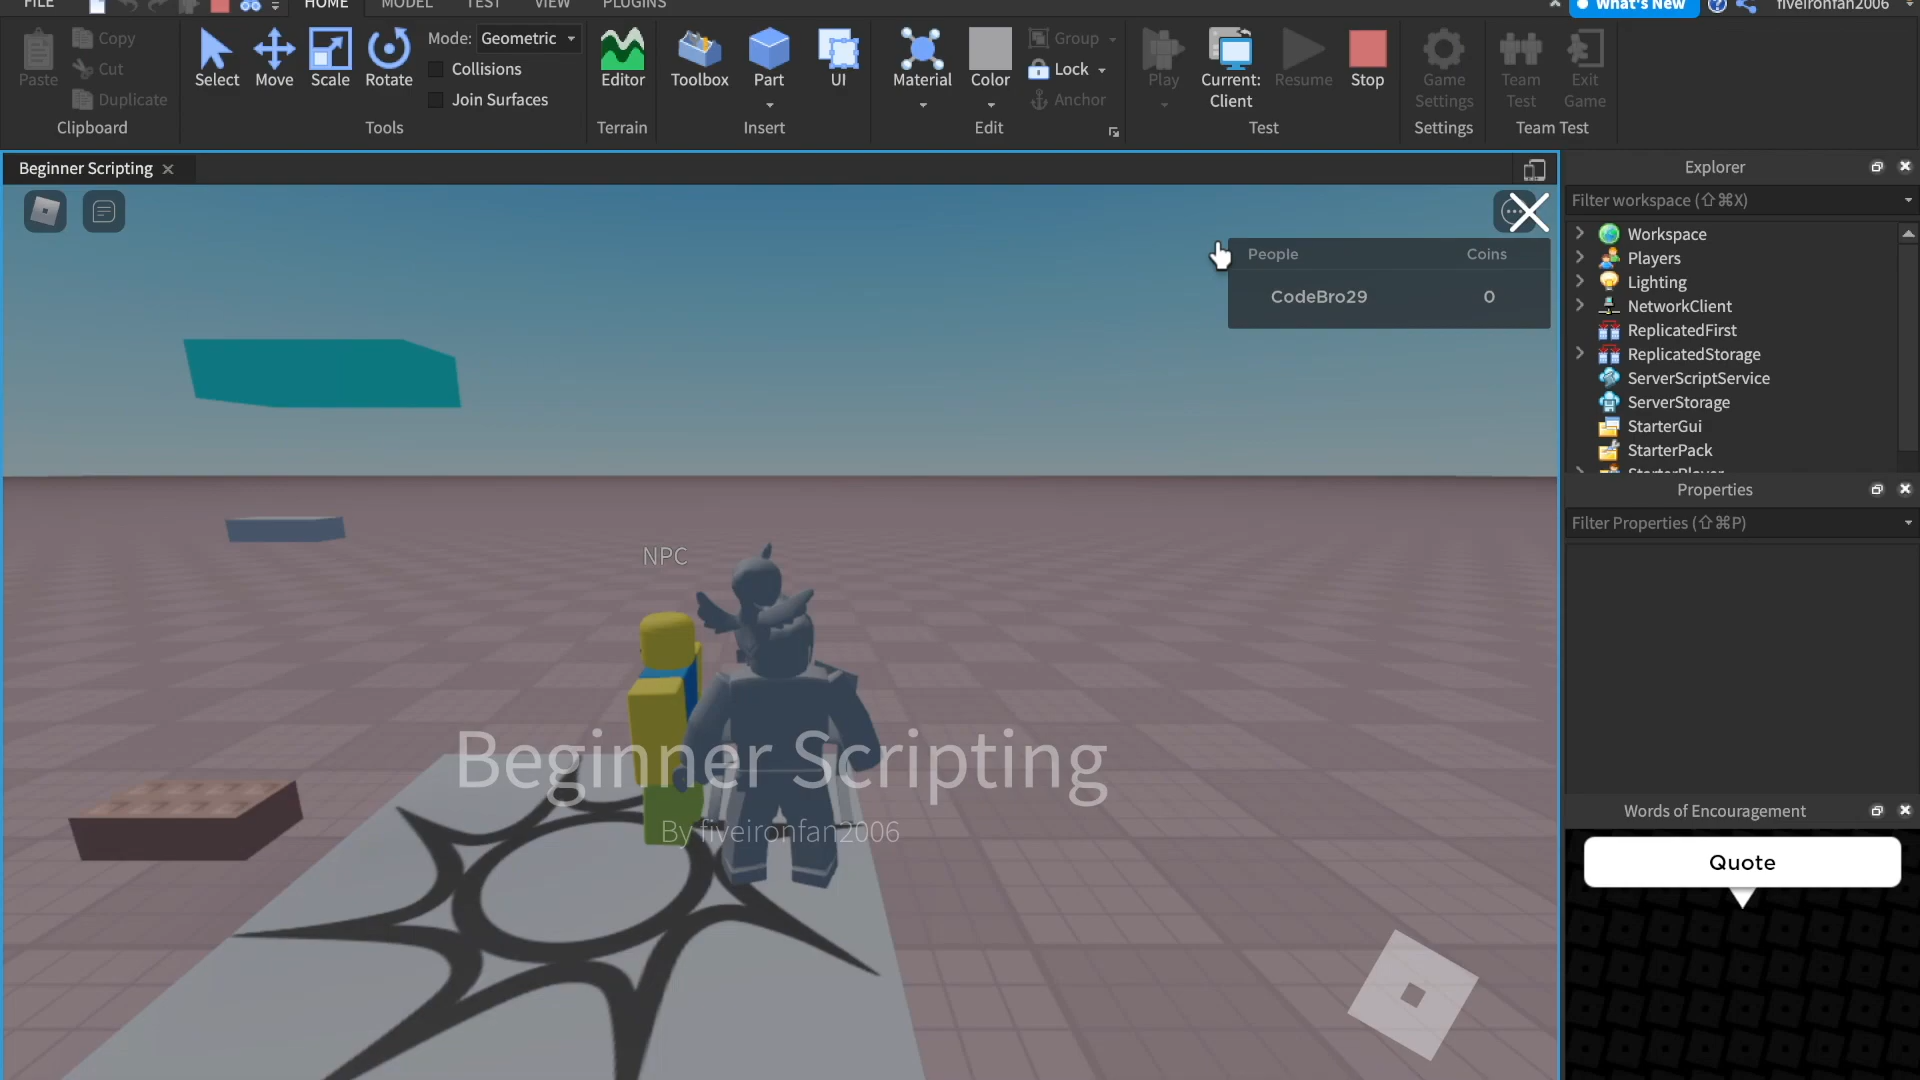 FILE
HOME
MODEL
TEST
VIEW
PLUGINS
What's New
fiveironfan2006
Paste
Copy
Cut
Duplicate
Clipboard
Select
Move
Scale
Rotate
Mode: Geometric
Collisions
Join Surfaces
Tools
Editor
Terrain
Toolbox
Part
UI
Insert
Material
Color
Group
Lock
Anchor
Edit
Play
Current:
Client
Resume
Stop
Test
Game
Settings
Settings
Team
Test
Exit
Game
Team Test
Beginner Scripting
People Coins
CodeBro29 0
NPC
Beginner Scripting
By fiveironfan2006
Explorer
Filter workspace (⇧⌘X)
Workspace
Players
Lighting
NetworkClient
ReplicatedFirst
ReplicatedStorage
ServerScriptService
ServerStorage
StarterGui
StarterPack
StarterPlayer
Properties
Filter Properties (⇧⌘P)
Words of Encouragement
Quote